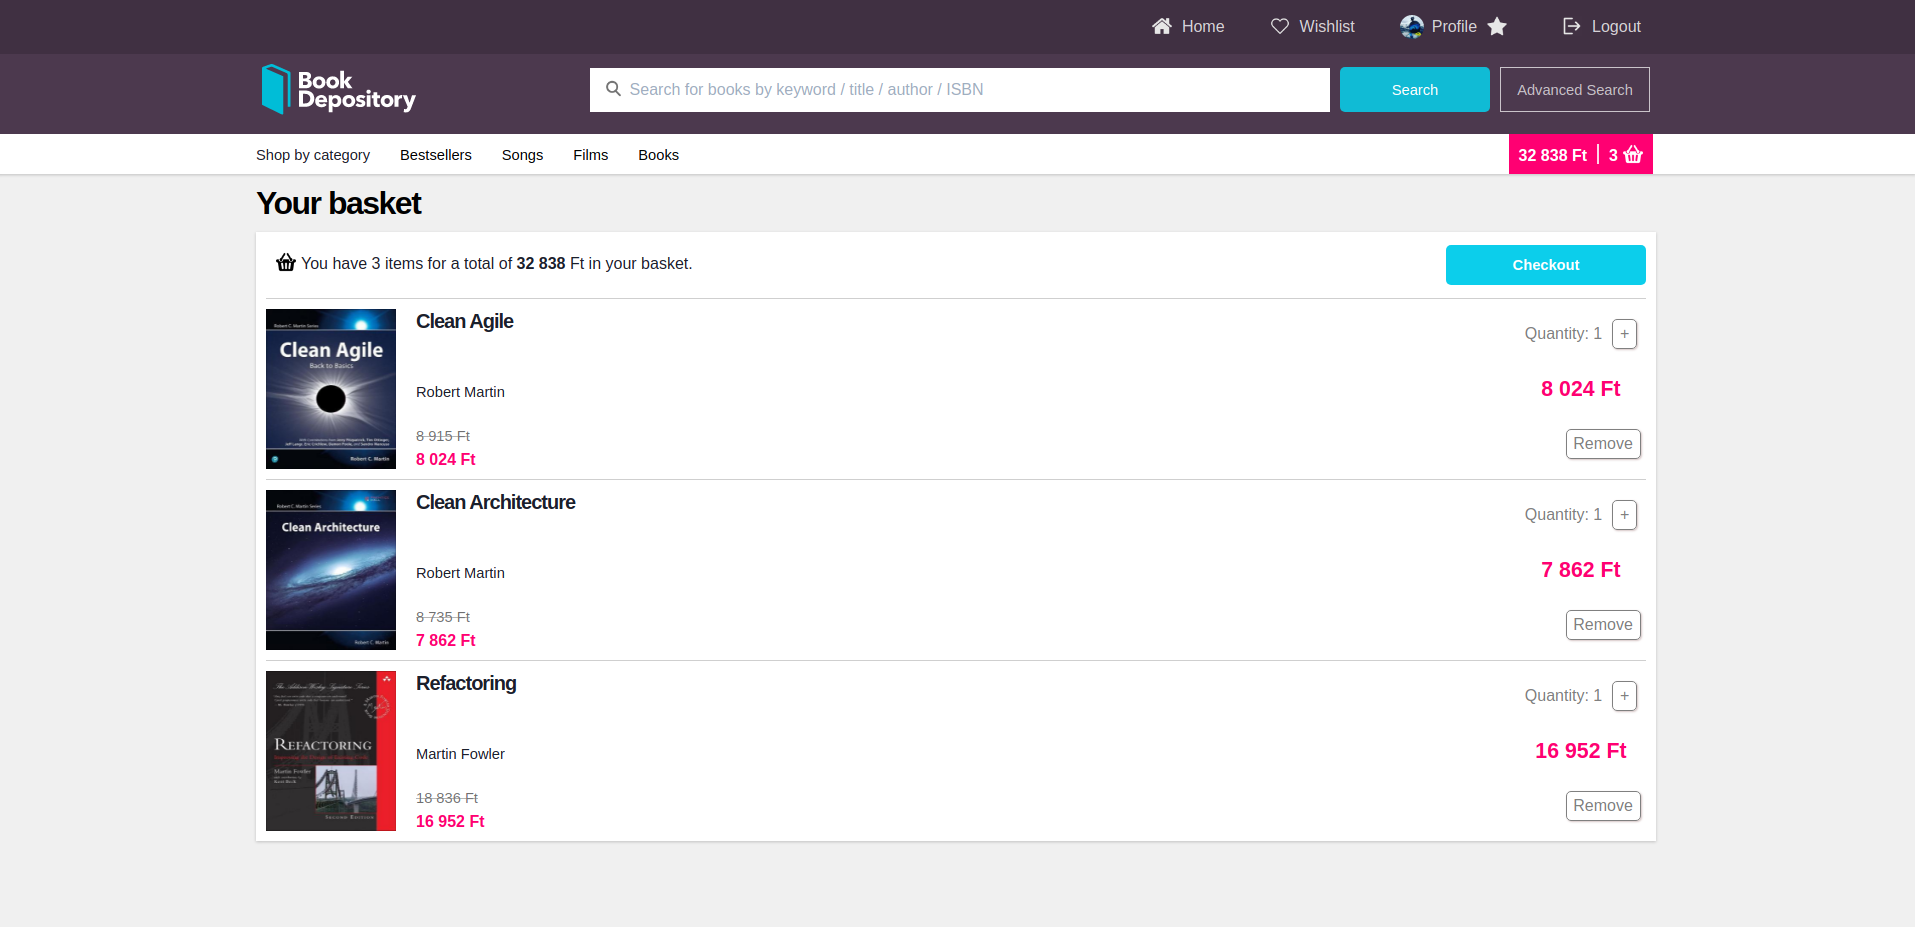 Home Wishlist Profile Logout
Book
Depository
Search for books by keyword / title / author / ISBN
Search
Advanced Search
Shop by category Bestsellers Songs Films Books
32 838 Ft 3
Your basket
You have 3 items for a total of 32 838 Ft in your basket.
Checkout
Robert C. Martin Series
Clean Agile
Back to Basics
Robert C. Martin
Clean Agile
Robert Martin
8 915 Ft
8 024 Ft
Quantity: 1 +
8 024 Ft
Remove
Robert C. Martin Series
Clean Architecture
Robert C. Martin
Clean Architecture
Robert Martin
8 735 Ft
7 862 Ft
Quantity: 1 +
7 862 Ft
Remove
REFACTORING
Martin Fowler
SECOND EDITION
Refactoring
Martin Fowler
18 836 Ft
16 952 Ft
Quantity: 1 +
16 952 Ft
Remove